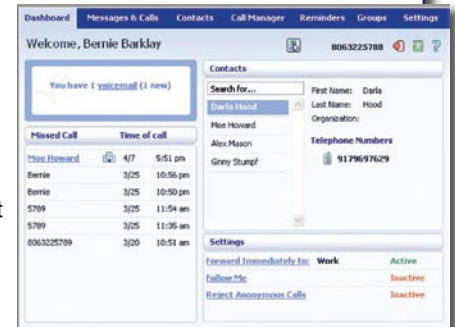 Dashboard Messages & Calls Contacts Call Manager Reminders Groups Settings
Welcome, Bernie Barklay
8063225788
You have 1 voicemail (1 new)
Missed Call Time of call
Moe Howard 4/7 5:51 pm
Bernie 3/25 10:56 pm
Bernie 3/25 10:50 pm
5789 3/25 11:54 am
5789 3/25 11:35 am
8063225789 3/20 10:51 am
Contacts
Search for...
Darla Hood
Moe Howard
Alex Mason
Ginny Stumpf
First Name: Darla
Last Name: Hood
Organization:
Telephone Numbers
9179697629
Settings
Forward Immediately to: Work Active
Follow Me Inactive
Reject Anonymous Calls Inactive
t